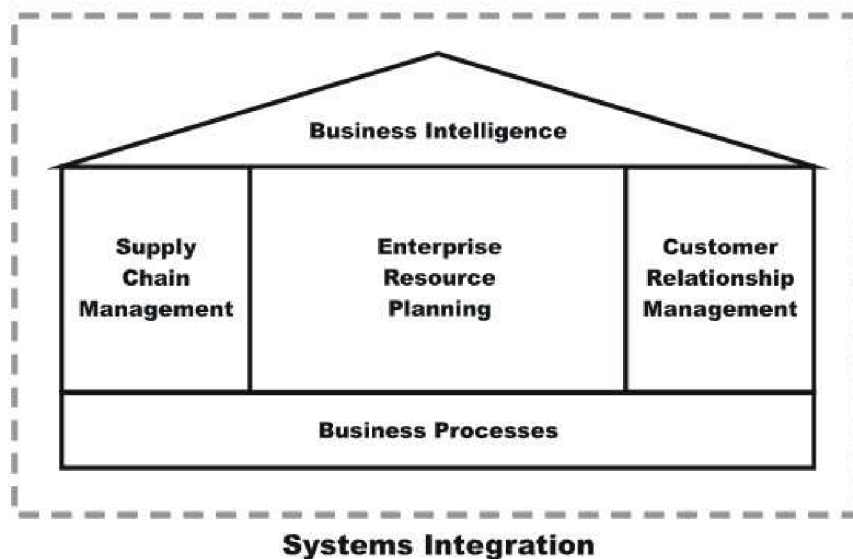 Business Intelligence
Supply
Chain
Management
Enterprise
Resource
Planning
Customer
Relationship
Management
Business Processes
Systems Integration